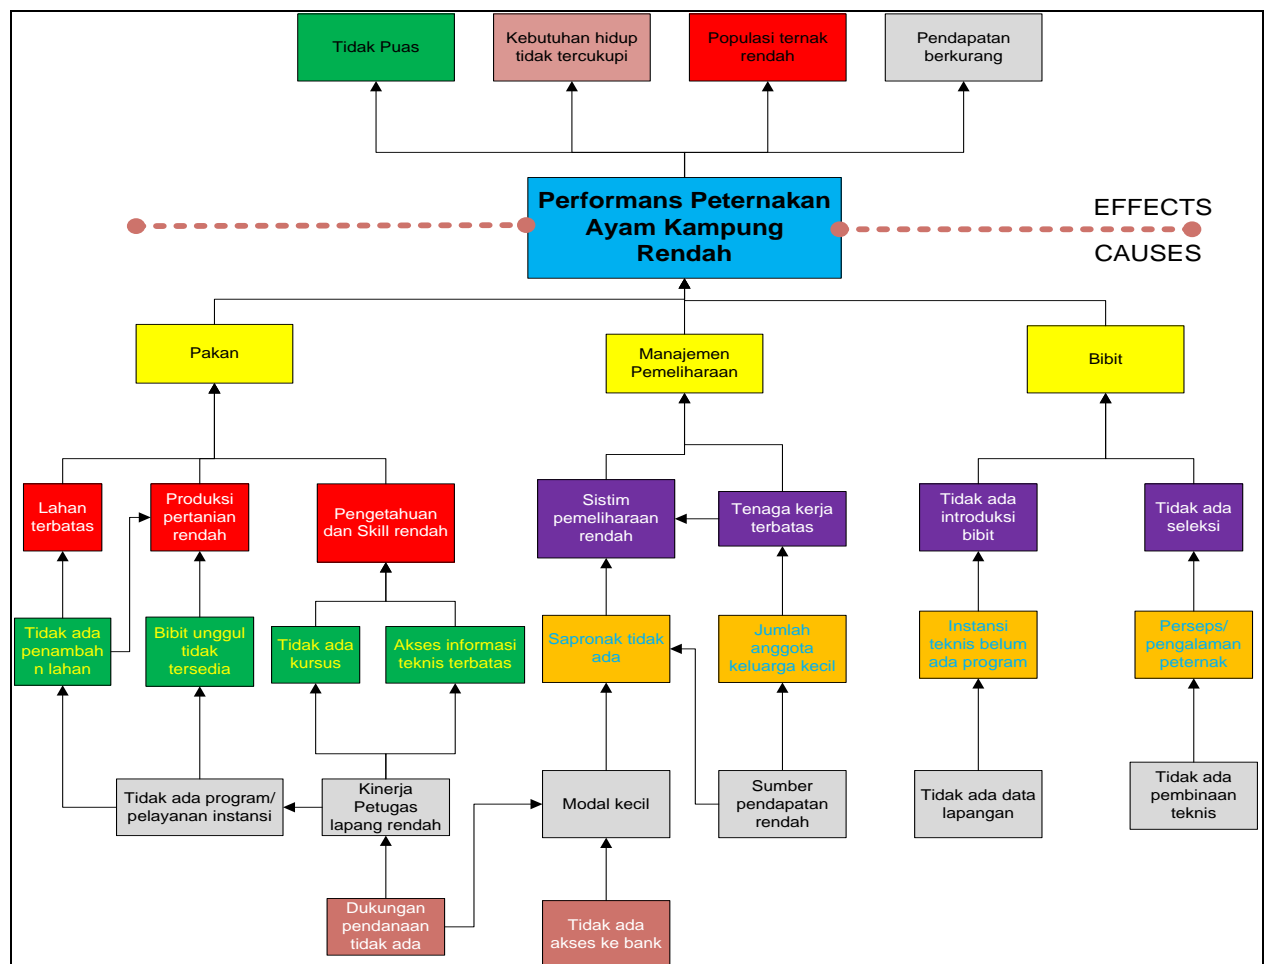 Tidak Puas
Kebutuhan hidup
tidak tercukupi
Populasi ternak
rendah
Pendapatan
berkurang
Performans Peternakan
Ayam Kampung
Rendah
EFFECTS
CAUSES
Pakan
Manajemen
Pemeliharaan
Bibit
Lahan
terbatas
Produksi
pertanian
rendah
Pengetahuan
dan Skill rendah
Sistim
pemeliharaan
rendah
Tenaga kerja
terbatas
Tidak ada
introduksi
bibit
Tidak ada
seleksi
Tidak ada
penambaha
n lahan
Bibit unggul
tidak
tersedia
Tidak ada
kursus
Akses informasi
teknis terbatas
Sapronak tidak
ada
Jumlah
anggota
keluarga kecil
Instansi
teknis belum
ada program
Perseps/
pengalaman
peternak
Tidak ada program/
pelayanan instansi
Kinerja
Petugas
lapang rendah
Modal kecil
Sumber
pendapatan
rendah
Tidak ada data
lapangan
Tidak ada
pembinaan
teknis
Dukungan
pendanaan
tidak ada
Tidak ada
akses ke bank